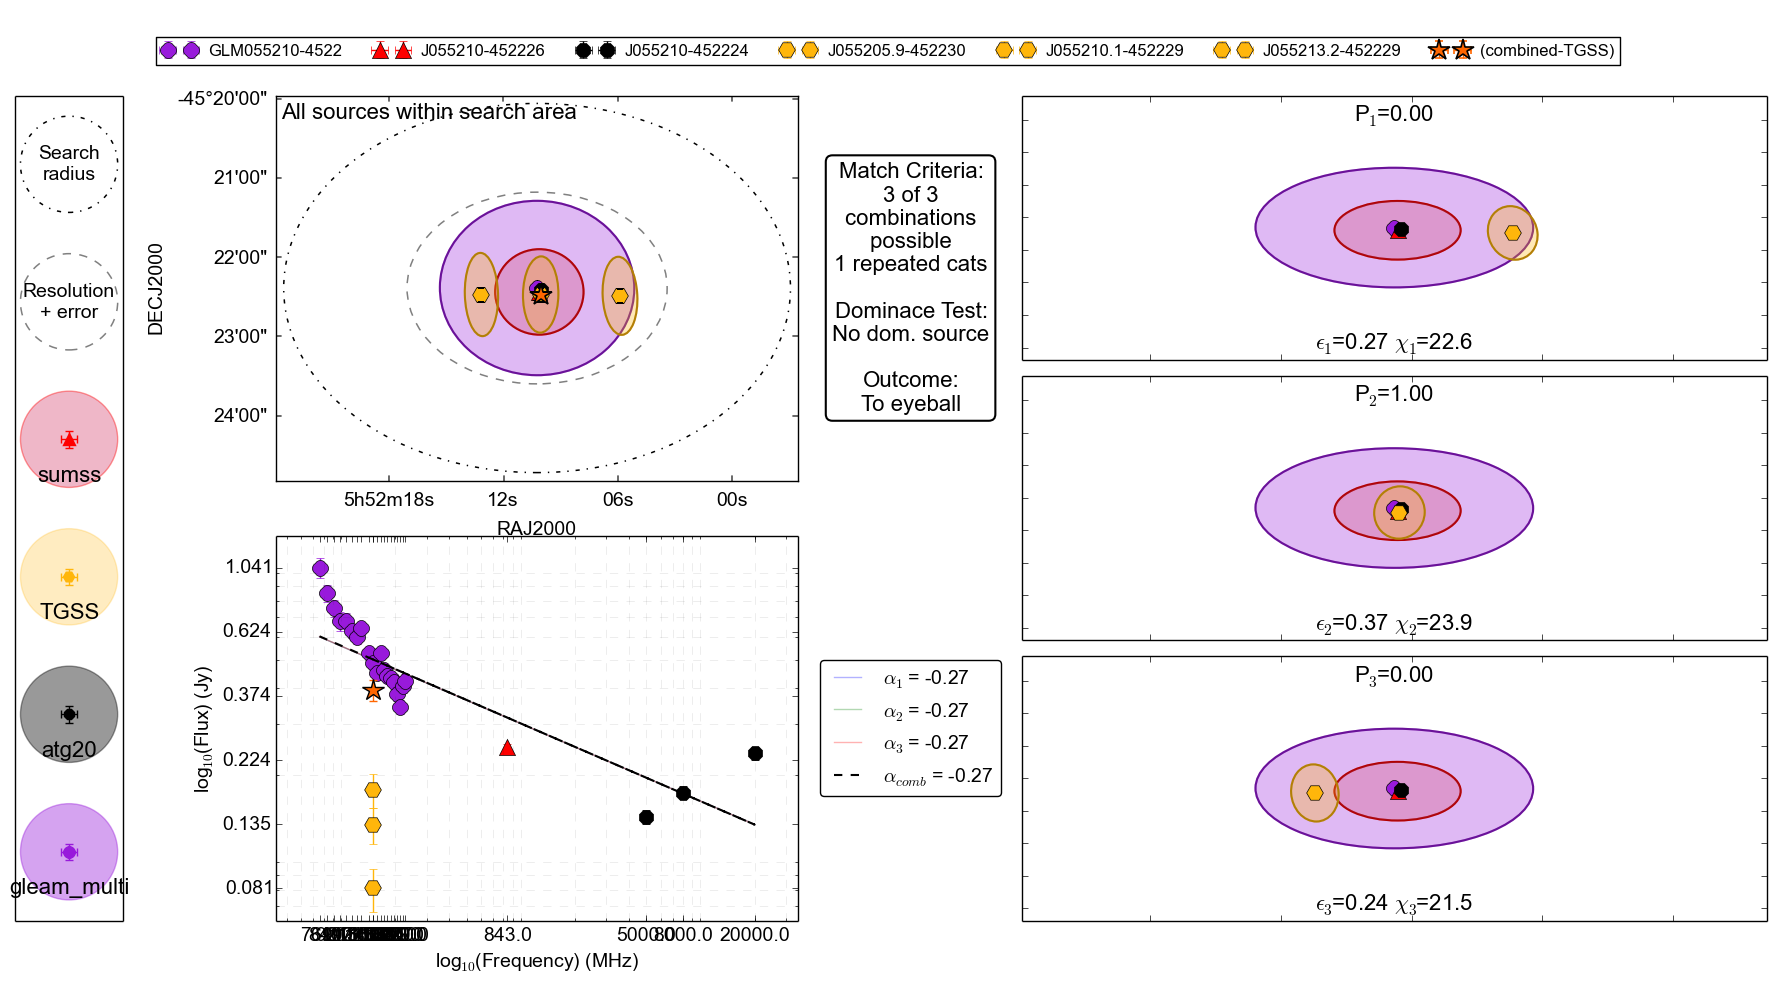 GLM055210-4522 J055210-452226 J055210-452224 J055205.9-452230 J055210.1-452229 J055213.2-452229 (combined-TGSS)
Search
radius
Resolution
+ error
sumss
TGSS
atg20
gleam_multi
All sources within search area
-45°20'00"
21'00"
22'00"
23'00"
24'00"
DECJ2000
5h52m18s 12s 06s 00s
RAJ2000
Match Criteria:
3 of 3
combinations
possible
1 repeated cats
Dominace Test:
No dom. source
Outcome:
To eyeball
P1=0.00
ϵ1=0.27 χ1=22.6
P2=1.00
ϵ2=0.37 χ2=23.9
P3=0.00
ϵ3=0.24 χ3=21.5
1.041
0.624
0.374
0.224
0.135
0.081
log10(Flux) (Jy)
843.0 5000.0 8000.0 20000.0
log10(Frequency) (MHz)
α1 = -0.27
α2 = -0.27
α3 = -0.27
αcomb = -0.27